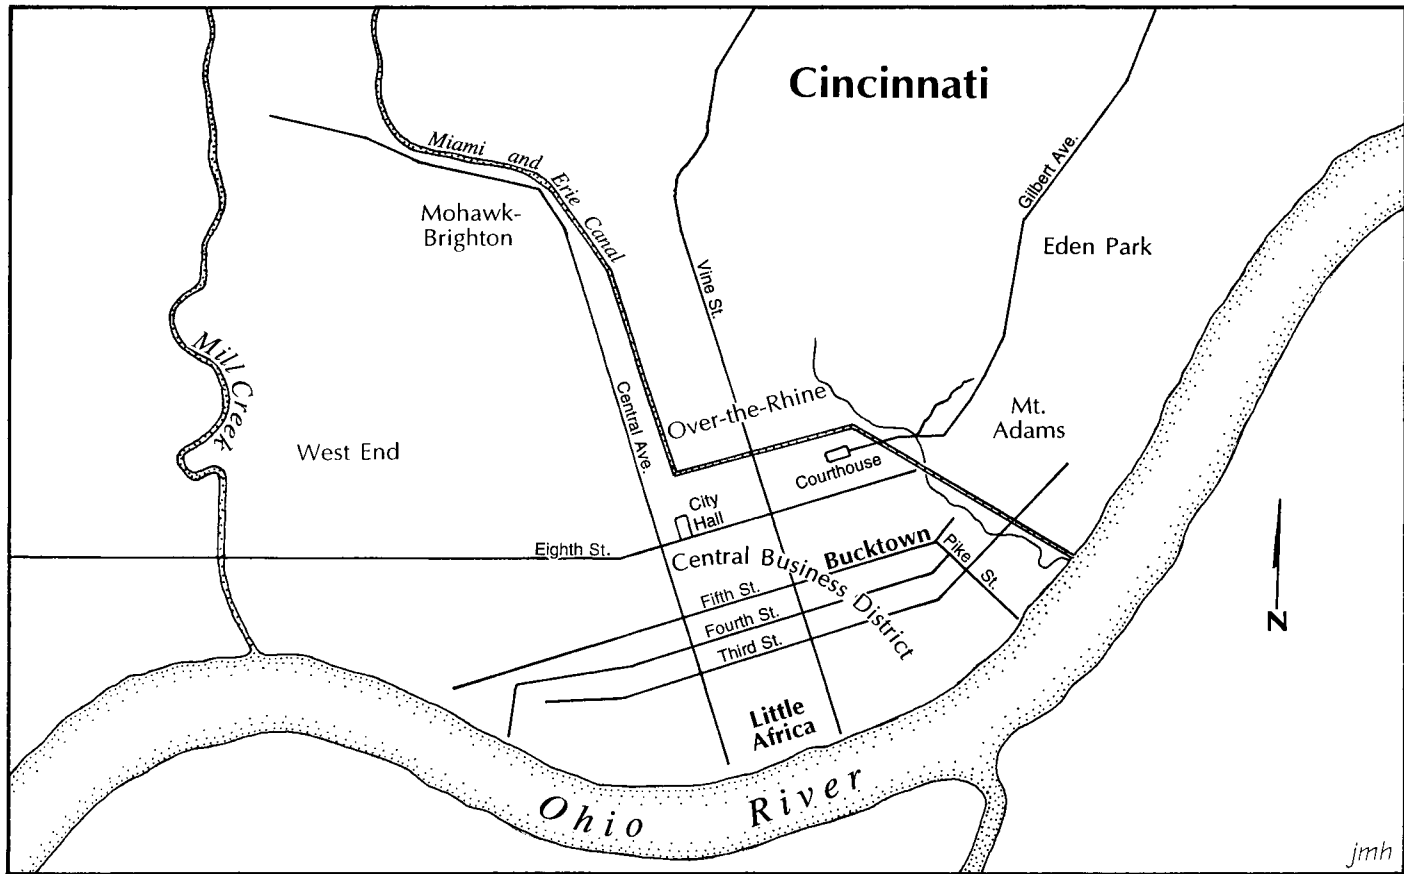 Cincinnati
Miami and Erie Canal
Gilbert Ave.
Mohawk-
Brighton
Eden Park
Vine St.
Mill Creek
Central Ave.
Over-the-Rhine
Mt.
Adams
West End
Courthouse
City
Hall
Eighth St.
Central Business District
Bucktown
Pike St.
Fifth St.
Fourth St.
Third St.
Little
Africa
N
Ohio River
jmh